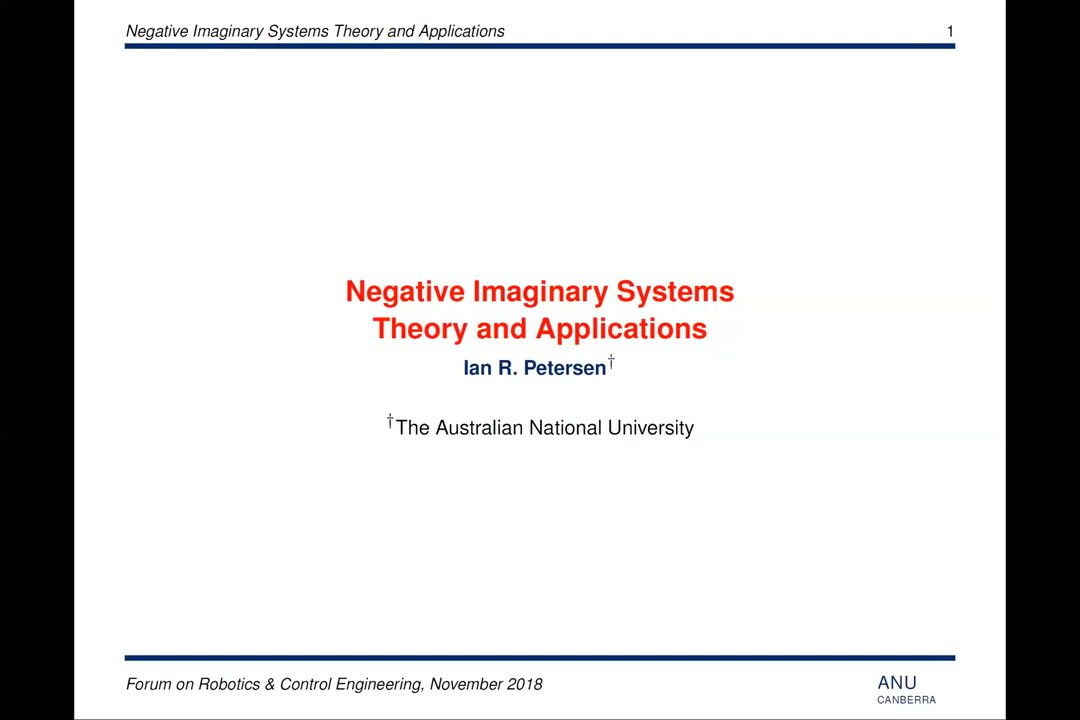 Negative Imaginary Systems Theory and Applications 1
Negative Imaginary Systems
Theory and Applications
Ian R. Petersen†
†The Australian National University
Forum on Robotics & Control Engineering, November 2018
ANU
CANBERRA